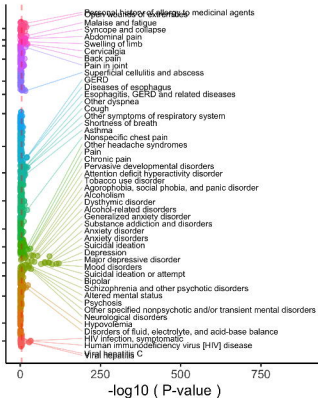 Personal history of allergy to medicinal agents
Open wounds of extremities
Malaise and fatigue
Syncope and collapse
Abdominal pain
Swelling of limb
Cervicalgia
Back pain
Pain in joint
Superficial cellulitis and abscess
GERD
Diseases of esophagus
Esophagitis, GERD and related diseases
Other dyspnea
Cough
Other symptoms of respiratory system
Shortness of breath
Asthma
Nonspecific chest pain
Other headache syndromes
Pain
Chronic pain
Pervasive developmental disorders
Attention deficit hyperactivity disorder
Tobacco use disorder
Agorophobia, social phobia, and panic disorder
Alcoholism
Dysthymic disorder
Alcohol-related disorders
Generalized anxiety disorder
Substance addiction and disorders
Anxiety disorder
Anxiety disorders
Suicidal ideation
Depression
Major depressive disorder
Mood disorders
Suicidal ideation or attempt
Bipolar
Schizophrenia and other psychotic disorders
Altered mental status
Psychosis
Other specified nonpsychotic and/or transient mental disorders
Neurological disorders
Hypovolemia
Disorders of fluid, electrolyte, and acid-base balance
HIV infection, symptomatic
Human immunodeficiency virus [HIV] disease
Viral hepatitis C
Viral hepatitis
0 250 500 750
-log10 ( P-value )